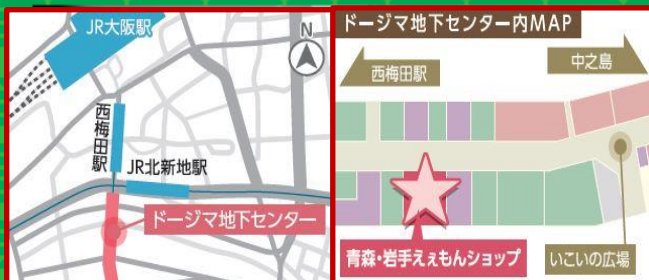 JR大阪駅
N
西梅田駅
JR北新地駅
ドージマ地下センター
ドージマ地下センター内MAP
西梅田駅
中之島
青森・岩手えぇもんショップ
いこいの広場